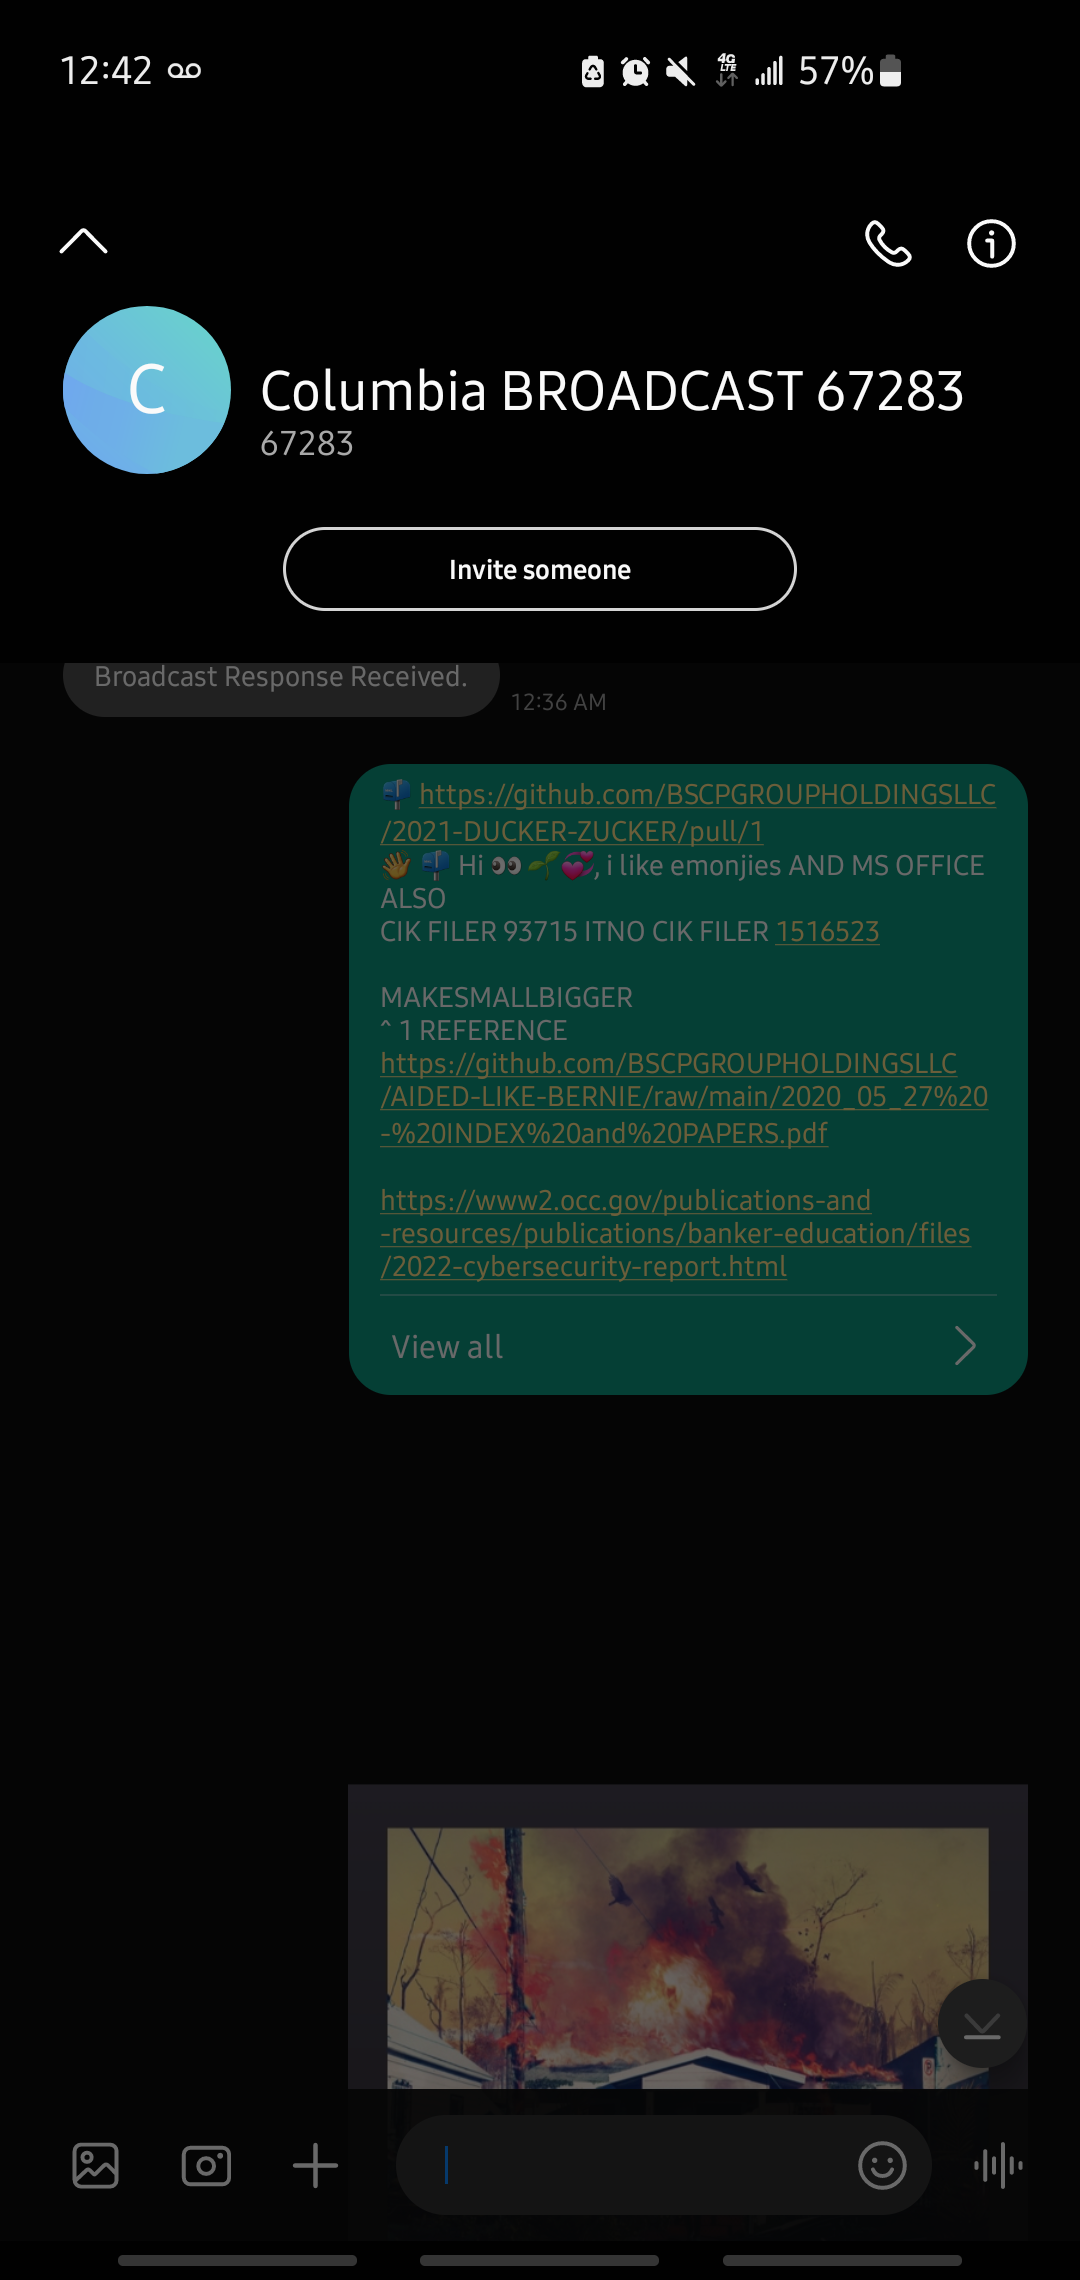 12:42
4G LTE 57%
C
Columbia BROADCAST 67283
67283
Invite someone
Broadcast Response Received.
12:36 AM
📫 https://github.com/BSCPGROUPHOLDINGSLLC
/2021-DUCKER-ZUCKER/pull/1
👋 📫 Hi 👀 🌱 💞, i like emonjies AND MS OFFICE
ALSO
CIK FILER 93715 ITNO CIK FILER 1516523
MAKESMALLBIGGER
^ 1 REFERENCE
https://github.com/BSCPGROUPHOLDINGSLLC
/AIDED-LIKE-BERNIE/raw/main/2020_05_27%20
-%20INDEX%20and%20PAPERS.pdf
https://www2.occ.gov/publications-and
-resources/publications/banker-education/files
/2022-cybersecurity-report.html
View all